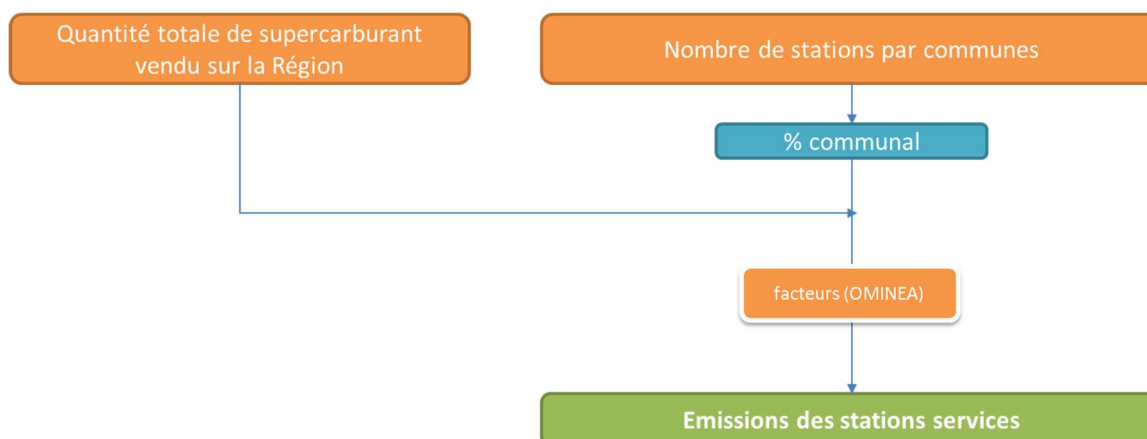 Quantité totale de supercarburant
vendu sur la Région
Nombre de stations par communes
% communal
facteurs (OMINEA)
Emissions des stations services